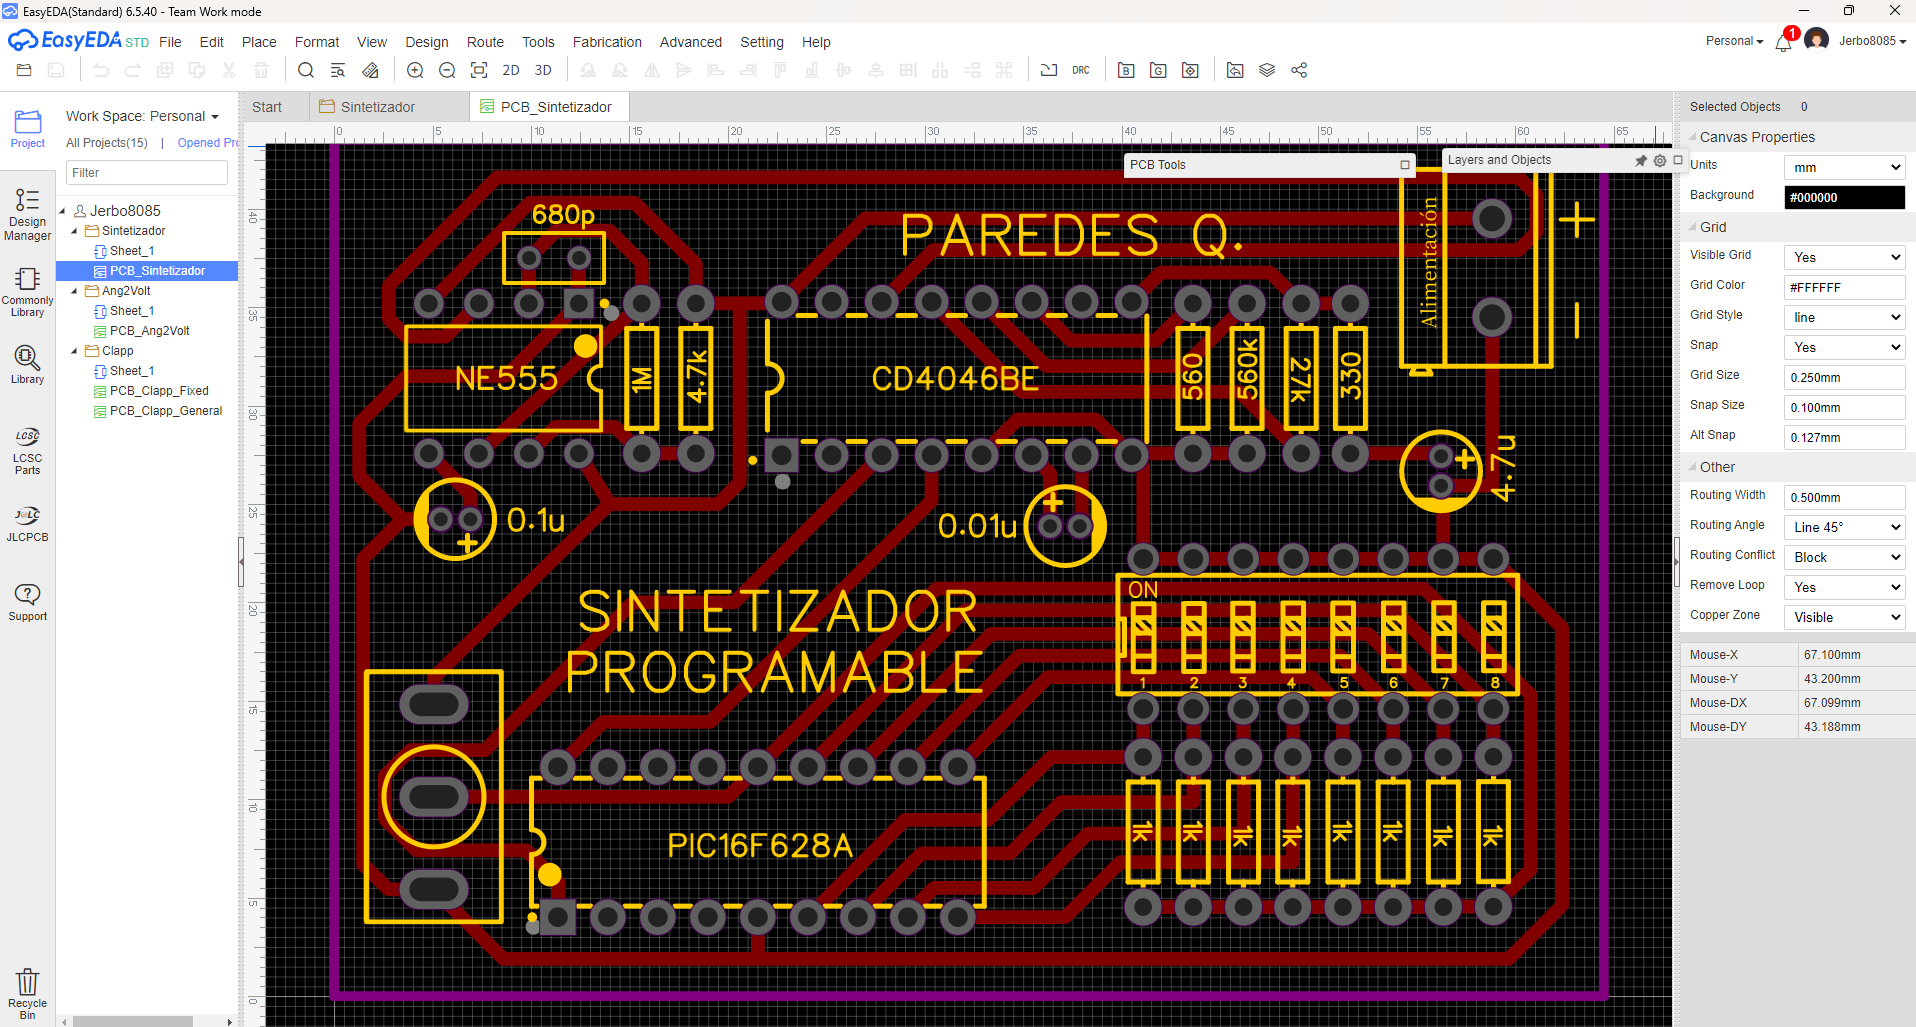 EasyEDA(Standard) 6.5.40 - Team Work mode
EasyEDA STD File Edit Place Format View Design Route Tools Fabrication Advanced Setting Help
Personal 1 Jerbo8085
2D 3D DRC B G
Project
Design Manager
Commonly Library
Library
LCSC
LCSC Parts
JLCPCB
Support
Recycle Bin
Work Space: Personal
All Projects(15) | Opened Pro
Filter
Jerbo8085
Sintetizador
Sheet_1
PCB_Sintetizador
Ang2Volt
Sheet_1
PCB_Ang2Volt
Clapp
Sheet_1
PCB_Clapp_Fixed
PCB_Clapp_General
Start Sintetizador PCB_Sintetizador
0 5 10 15 20 25 30 35 40 45 50 55 60 65
40
35
30
25
20
15
10
5
0
PCB Tools
Layers and Objects
680p
PAREDES Q.
Alimentación
+
-
NE555
1M
4.7k
CD4046BE
560
560k
27k
330
0.1u
+
0.01u
+
4.7u
+
SINTETIZADOR
PROGRAMABLE
ON
1 2 3 4 5 6 7 8
PIC16F628A
1k 1k 1k 1k 1k 1k 1k 1k
Selected Objects 0
Canvas Properties
Units mm
Background #000000
Grid
Visible Grid Yes
Grid Color #FFFFFF
Grid Style line
Snap Yes
Grid Size 0.250mm
Snap Size 0.100mm
Alt Snap 0.127mm
Other
Routing Width 0.500mm
Routing Angle Line 45°
Routing Conflict Block
Remove Loop Yes
Copper Zone Visible
Mouse-X 67.100mm
Mouse-Y 43.200mm
Mouse-DX 67.099mm
Mouse-DY 43.188mm